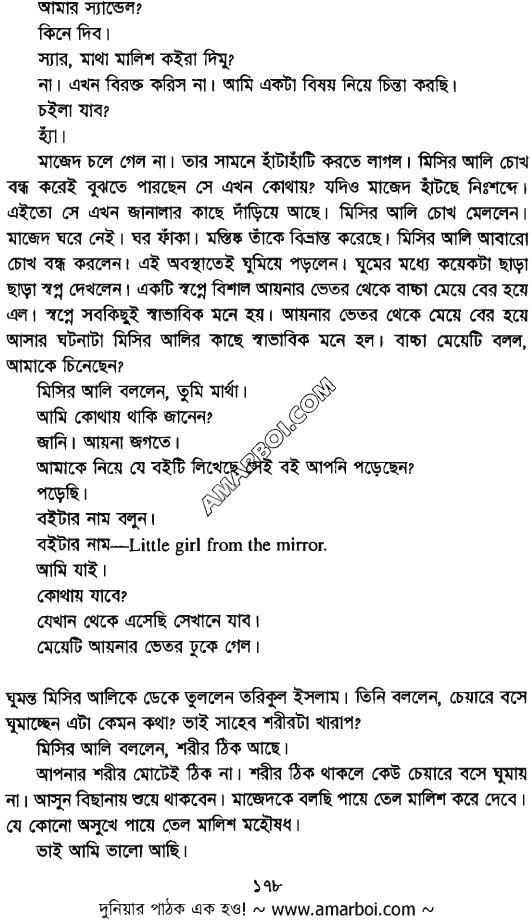 আমার স্যান্ডেল?
কিনে দিব।
স্যার, মাথা মালিশ কইরা দিমু?
না। এখন বিরক্ত করিস না। আমি একটা বিষয় নিয়ে চিন্তা করছি।
চইলা যাব?
হ্যাঁ।
মাজেদ চলে গেল না। তার সামনে হাঁটাহাঁটি করতে লাগল। মিসির আলি চোখ
বন্ধ করেই বুঝতে পারছেন সে এখন কোথায়? যদিও মাজেদ হাঁটছে নিঃশব্দে।
এইতো সে এখন জানালার কাছে দাঁড়িয়ে আছে। মিসির আলি চোখ মেললেন।
মাজেদ ঘরে নেই। ঘর ফাঁকা। মস্তিষ্ক তাঁকে বিভ্রান্ত করেছে। মিসির আলি আবারো
চোখ বন্ধ করলেন। এই অবস্থাতেই ঘুমিয়ে পড়লেন। ঘুমের মধ্যে কয়েকটা ছাড়া
ছাড়া স্বপ্ন দেখলেন। একটি স্বপ্নে বিশাল আয়নার ভেতর থেকে বাচ্চা মেয়ে বের হয়ে
এল। স্বপ্নে সবকিছুই স্বাভাবিক মনে হয়। আয়নার ভেতর থেকে মেয়ে বের হয়ে
আসার ঘটনাটা মিসির আলির কাছে স্বাভাবিক মনে হল। বাচ্চা মেয়েটি বলল,
আমাকে চিনেছেন?
মিসির আলি বললেন, তুমি মার্থা।
আমি কোথায় থাকি জানেন?
জানি। আয়না জগতে।
আমাকে নিয়ে যে বইটি লিখেছে সেই বই আপনি পড়েছেন?
পড়েছি।
বইটার নাম বলুন।
বইটার নাম—Little girl from the mirror.
আমি যাই।
কোথায় যাবে?
যেখান থেকে এসেছি সেখানে যাব।
মেয়েটি আয়নার ভেতর ঢুকে গেল।
ঘুমন্ত মিসির আলিকে ডেকে তুললেন তরিকুল ইসলাম। তিনি বললেন, চেয়ারে বসে
ঘুমাচ্ছেন এটা কেমন কথা? ভাই সাহেব শরীরটা খারাপ?
মিসির আলি বললেন, শরীর ঠিক আছে।
আপনার শরীর মোটেই ঠিক না। শরীর ঠিক থাকলে কেউ চেয়ারে বসে ঘুমায়
না। আসুন বিছানায় শুয়ে থাকবেন। মাজেদকে বলছি পায়ে তেল মালিশ করে দেবে।
যে কোনো অসুখে পায়ে তেল মালিশ মহৌষধ।
ভাই আমি ভালো আছি।
১৭৮
দুনিয়ার পাঠক এক হও! ~ www.amarboi.com ~
AMARBOI.COM